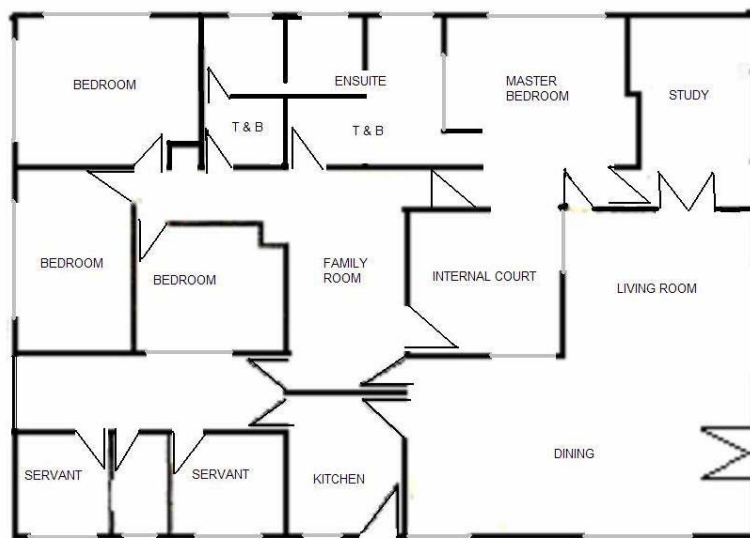 BEDROOM
ENSUITE
MASTER
BEDROOM
STUDY
T & B
T & B
BEDROOM
BEDROOM
FAMILY
ROOM
INTERNAL COURT
LIVING ROOM
SERVANT
SERVANT
KITCHEN
DINING